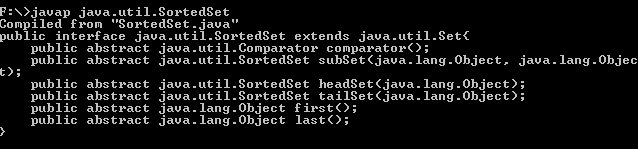 F:\>javap java.util.SortedSet
Compiled from "SortedSet.java"
public interface java.util.SortedSet extends java.util.Set{
    public abstract java.util.Comparator comparator();
    public abstract java.util.SortedSet subSet(java.lang.Object, java.lang.Objec
t);
    public abstract java.util.SortedSet headSet(java.lang.Object);
    public abstract java.util.SortedSet tailSet(java.lang.Object);
    public abstract java.lang.Object first();
    public abstract java.lang.Object last();
}